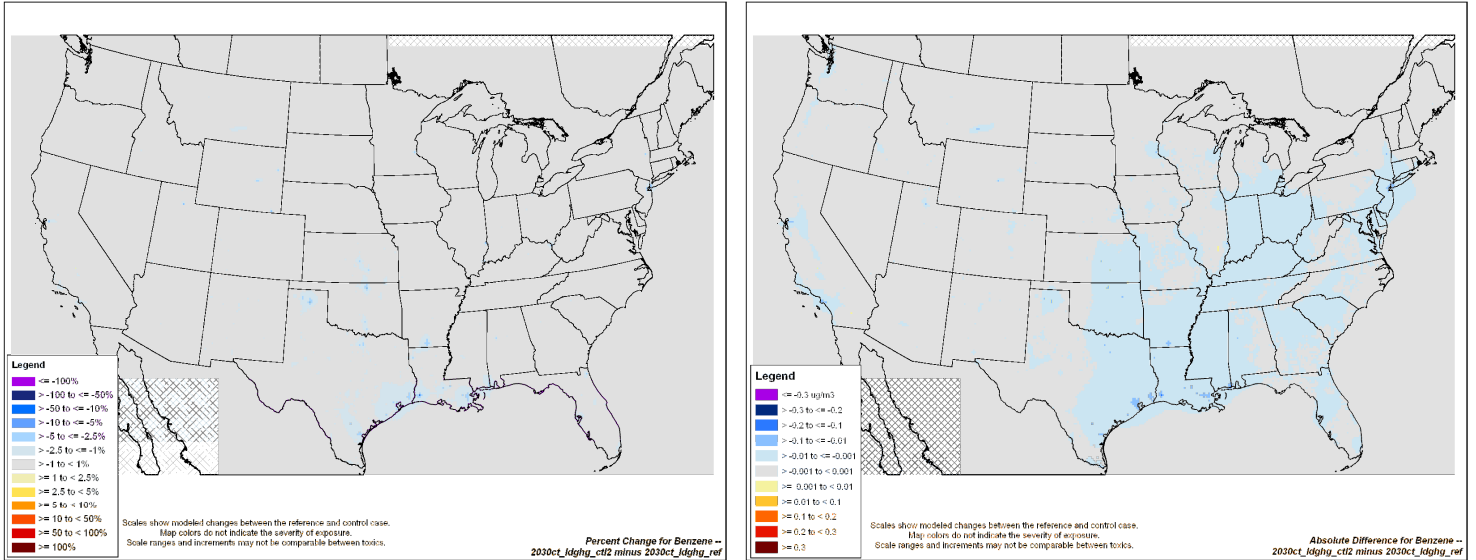 Legend
<= -100%
> -100 to <= -50%
> -50 to <= -10%
> -10 to <= -5%
> -5 to <= -2.5%
> -2.5 to <= -1%
> -1 to < 1%
>= 1 to < 2.5%
>= 2.5 to < 5%
>= 5 to < 10%
>= 10 to < 50%
>= 50 to < 100%
>= 100%
Scales show modeled changes between the reference and control case.
Map colors do not indicate the severity of exposure.
Scale ranges and increments may not be comparable between toxics.
Percent Change for Benzene --
2030ct_ldghg_ctl2 minus 2030ct_ldghg_ref
Legend
<= -0.3 ug/m3
> -0.3 to <= -0.2
> -0.2 to <= -0.1
> -0.1 to <= -0.01
> -0.01 to <= -0.001
> -0.001 to < 0.001
>= 0.001 to < 0.01
>= 0.01 to < 0.1
>= 0.1 to < 0.2
>= 0.2 to < 0.3
>= 0.3
Scales show modeled changes between the reference and control case.
Map colors do not indicate the severity of exposure.
Scale ranges and increments may not be comparable between toxics.
Absolute Difference for Benzene --
2030ct_ldghg_ctl2 minus 2030ct_ldghg_ref